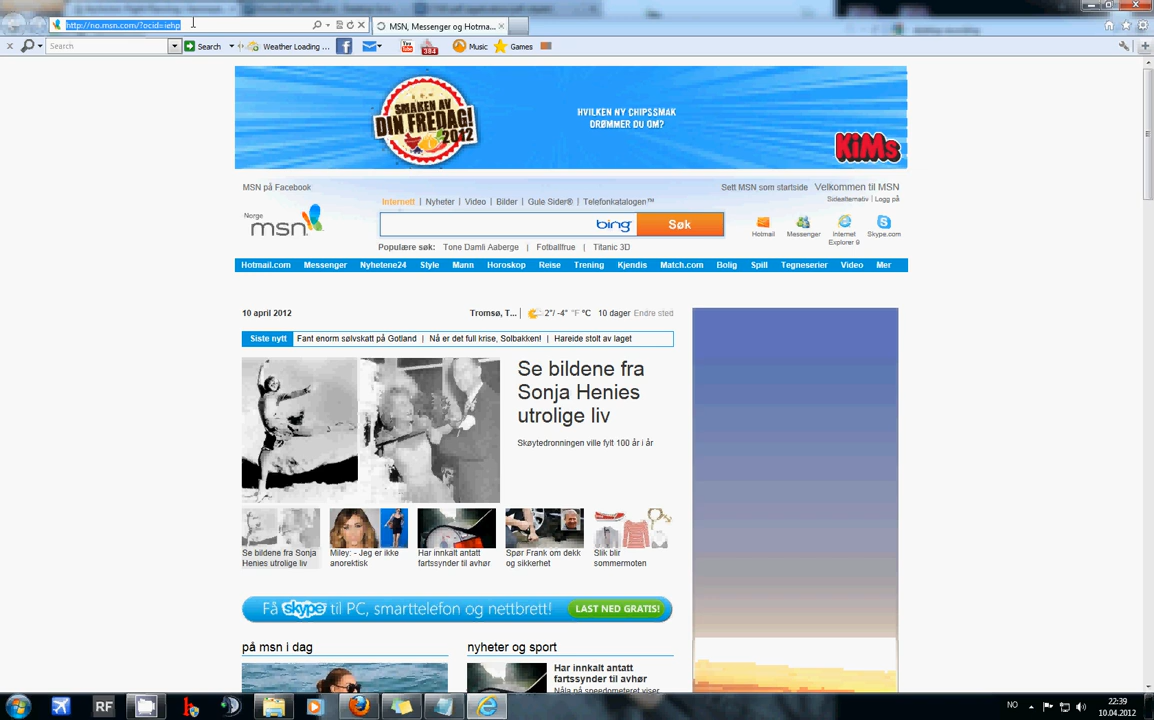 http://no.msn.com/?ocid=iehp
MSN, Messenger og Hotma...
Search
Search
Weather Loading ...
You Tube
384
Music
Games
SMAKEN AV
DIN FREDAG!
2012
HVILKEN NY CHIPSSMAK
DRØMMER DU OM?
KiMs
MSN på Facebook
Sett MSN som startside
Velkommen til MSN
Sidealternativ | Logg på
Norge
msn
Internett | Nyheter | Video | Bilder | Gule Sider® | Telefonkatalogen™
bing
Søk
Hotmail
Messenger
Internet
Explorer 9
Skype.com
Populære søk: Tone Damli Aaberge | Fotballfrue | Titanic 3D
Hotmail.com Messenger Nyhetene24 Style Mann Horoskop Reise Trening Kjendis Match.com Bolig Spill Tegneserier Video Mer
10 april 2012
Tromsø, T... | 2°/ -4° °F °C 10 dager Endre sted
Siste nytt Fant enorm sølvskatt på Gotland | Nå er det full krise, Solbakken! | Hareide stolt av laget
Se bildene fra
Sonja Henies
utrolige liv
Skøytedronningen ville fylt 100 år i år
Se bildene fra Sonja
Henies utrolige liv
Miley: - Jeg er ikke
anorektisk
Har innkalt antatt
fartssynder til avhør
Spør Frank om dekk
og sikkerhet
Slik blir
sommermoten
Få skype til PC, smarttelefon og nettbrett!
LAST NED GRATIS!
på msn i dag
nyheter og sport
Har innkalt antatt
fartssynder til avhør
Nåla på speedometeret viser
RF
NO
22:39
10.04.2012